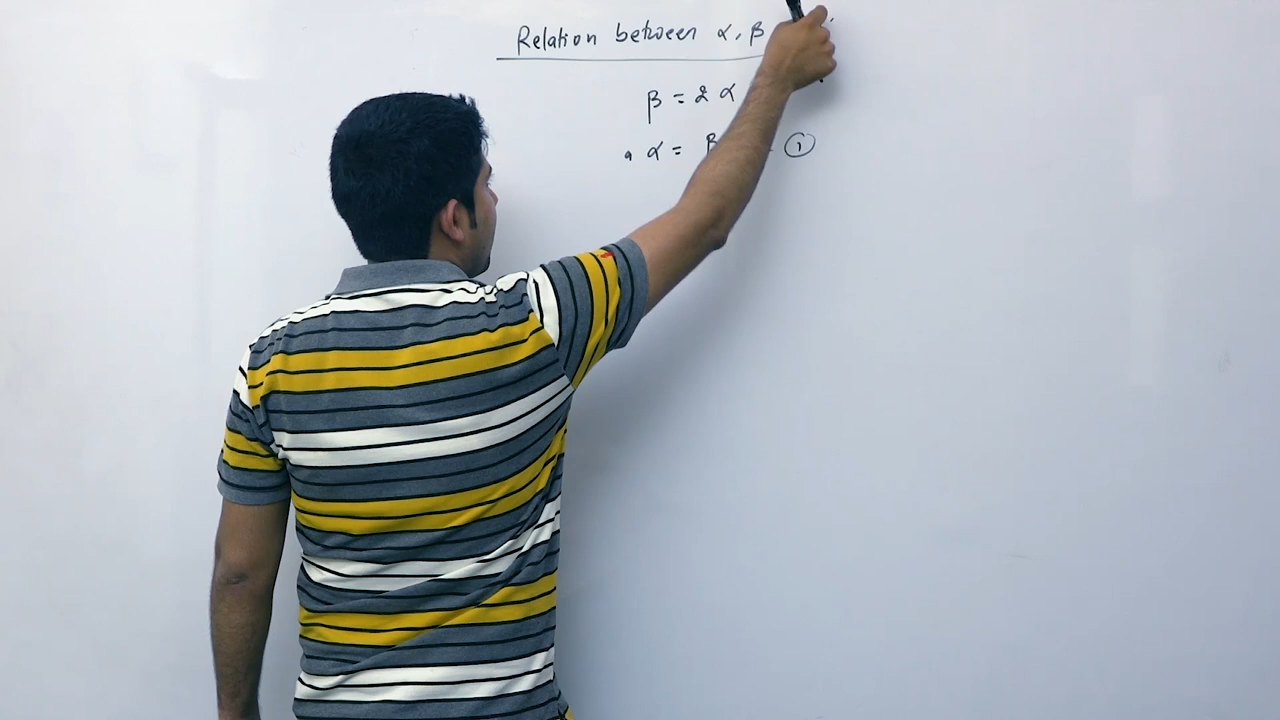 Relation between α, β
β = 2 α
α = β ①